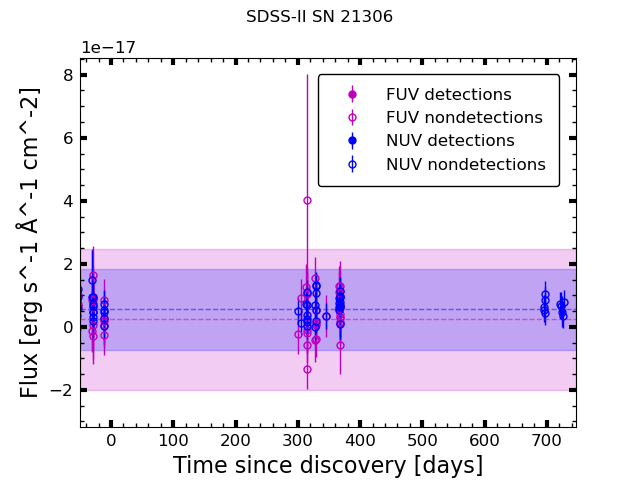 SDSS-II SN 21306
1e−17
8
6
4
2
0
−2
Flux [erg s^-1 Å^-1 cm^-2]
FUV detections
FUV nondetections
NUV detections
NUV nondetections
0 100 200 300 400 500 600 700
Time since discovery [days]